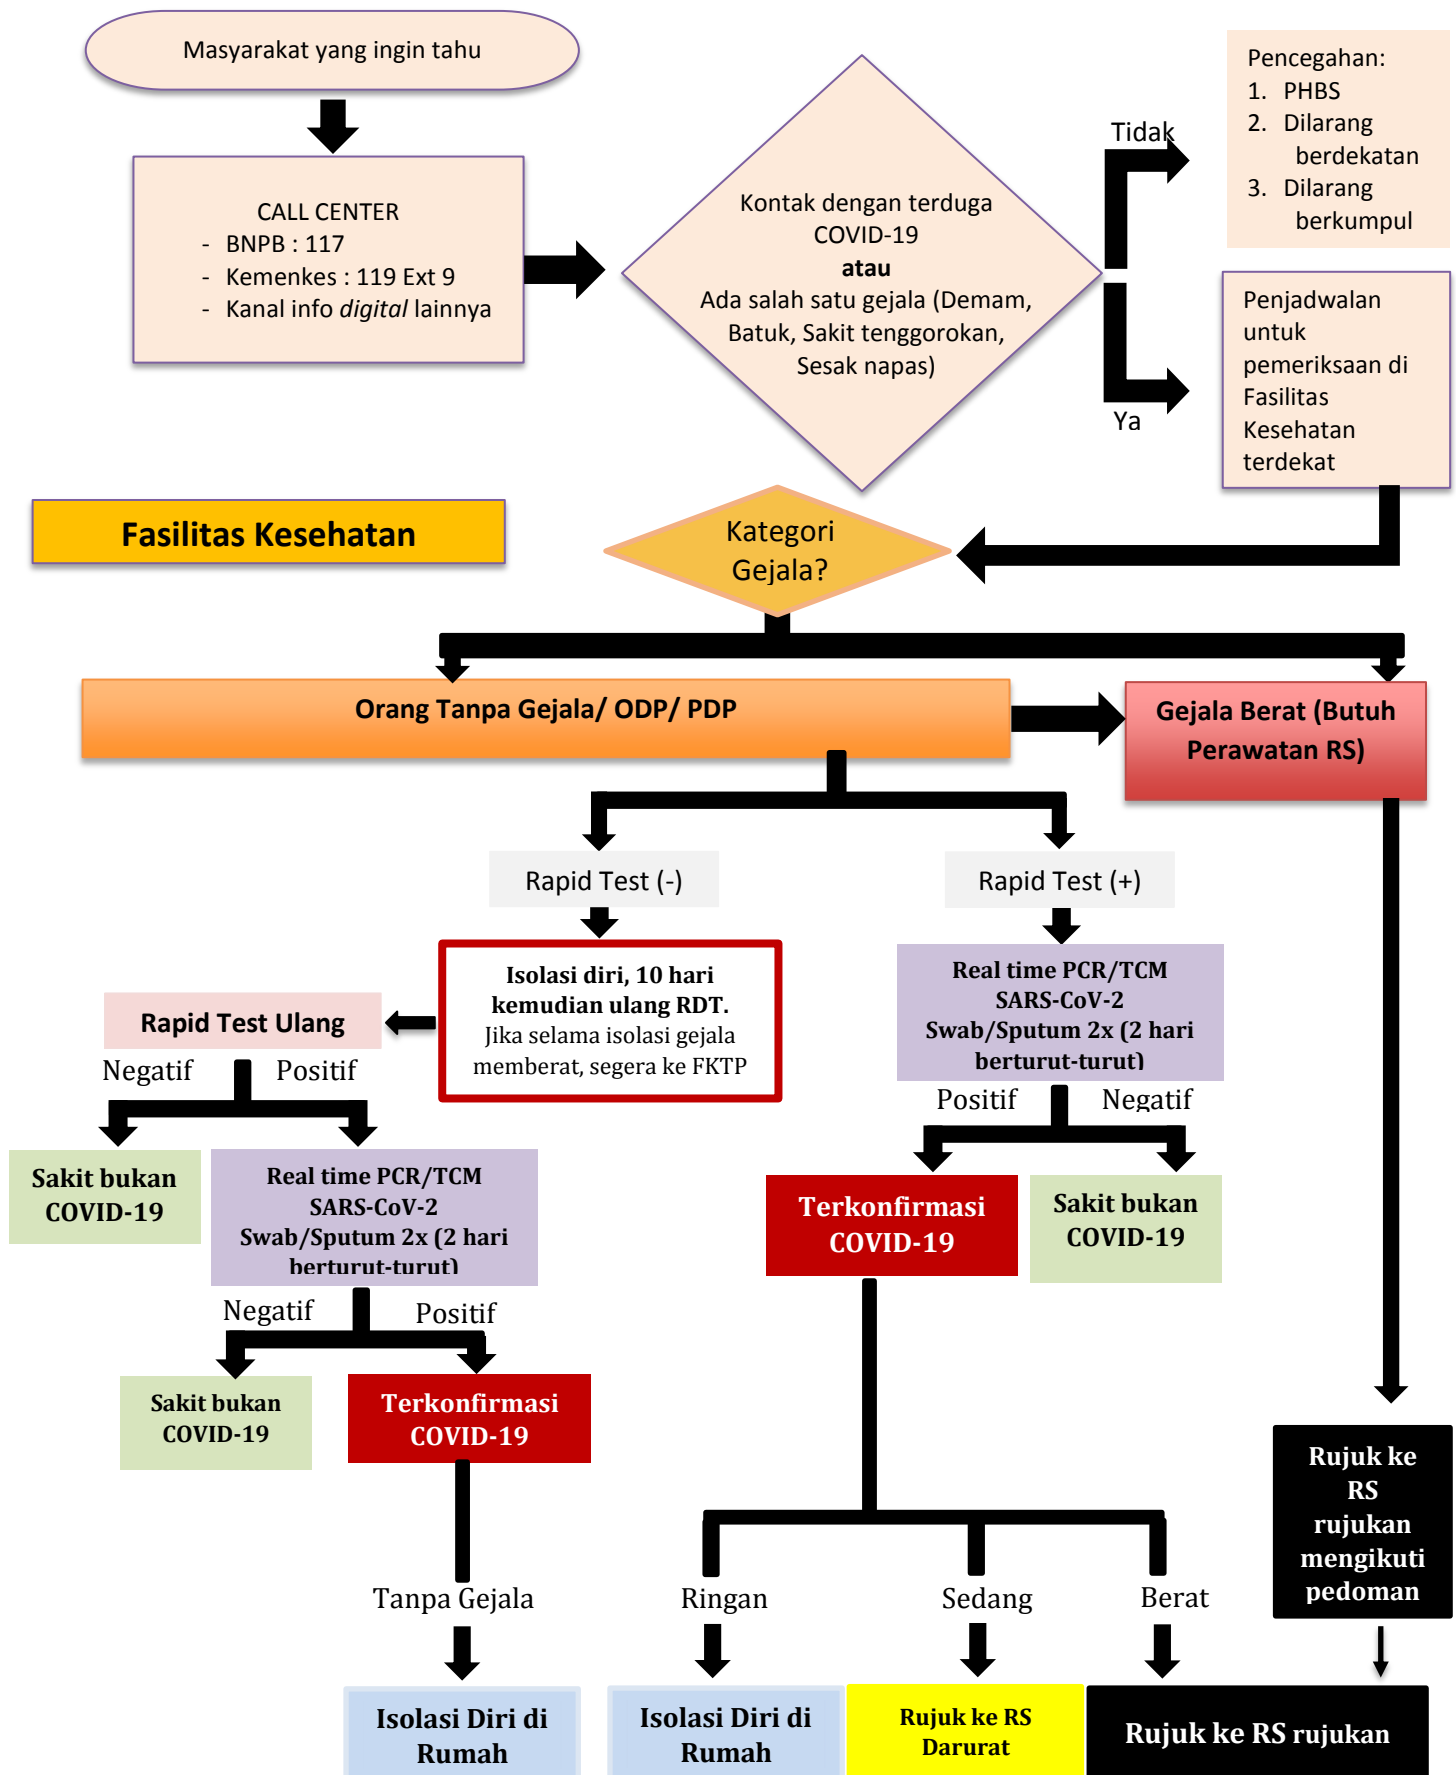 Masyarakat yang ingin tahu
CALL CENTER
- BNPB : 117
- Kemenkes : 119 Ext 9
- Kanal info digital lainnya
Kontak dengan terduga
COVID-19
atau
Ada salah satu gejala (Demam,
Batuk, Sakit tenggorokan,
Sesak napas)
Tidak
Ya
Pencegahan:
1. PHBS
2. Dilarang
berdekatan
3. Dilarang
berkumpul
Penjadwalan
untuk
pemeriksaan di
Fasilitas
Kesehatan
terdekat
Fasilitas Kesehatan
Kategori
Gejala?
Orang Tanpa Gejala/ ODP/ PDP
Gejala Berat (Butuh
Perawatan RS)
Rapid Test (-)
Rapid Test (+)
Isolasi diri, 10 hari
kemudian ulang RDT.
Jika selama isolasi gejala
memberat, segera ke FKTP
Real time PCR/TCM
SARS-CoV-2
Swab/Sputum 2x (2 hari
berturut-turut)
Rapid Test Ulang
Negatif
Positif
Positif
Negatif
Sakit bukan
COVID-19
Real time PCR/TCM
SARS-CoV-2
Swab/Sputum 2x (2 hari
berturut-turut)
Terkonfirmasi
COVID-19
Sakit bukan
COVID-19
Negatif
Positif
Sakit bukan
COVID-19
Terkonfirmasi
COVID-19
Rujuk ke
RS
rujukan
mengikuti
pedoman
Tanpa Gejala
Ringan
Sedang
Berat
Isolasi Diri di
Rumah
Isolasi Diri di
Rumah
Rujuk ke RS
Darurat
Rujuk ke RS rujukan